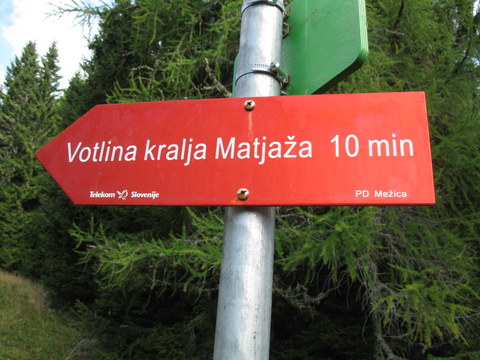 Votlina kralja Matjaža 10 min
Telekom Slovenije PD Mežica